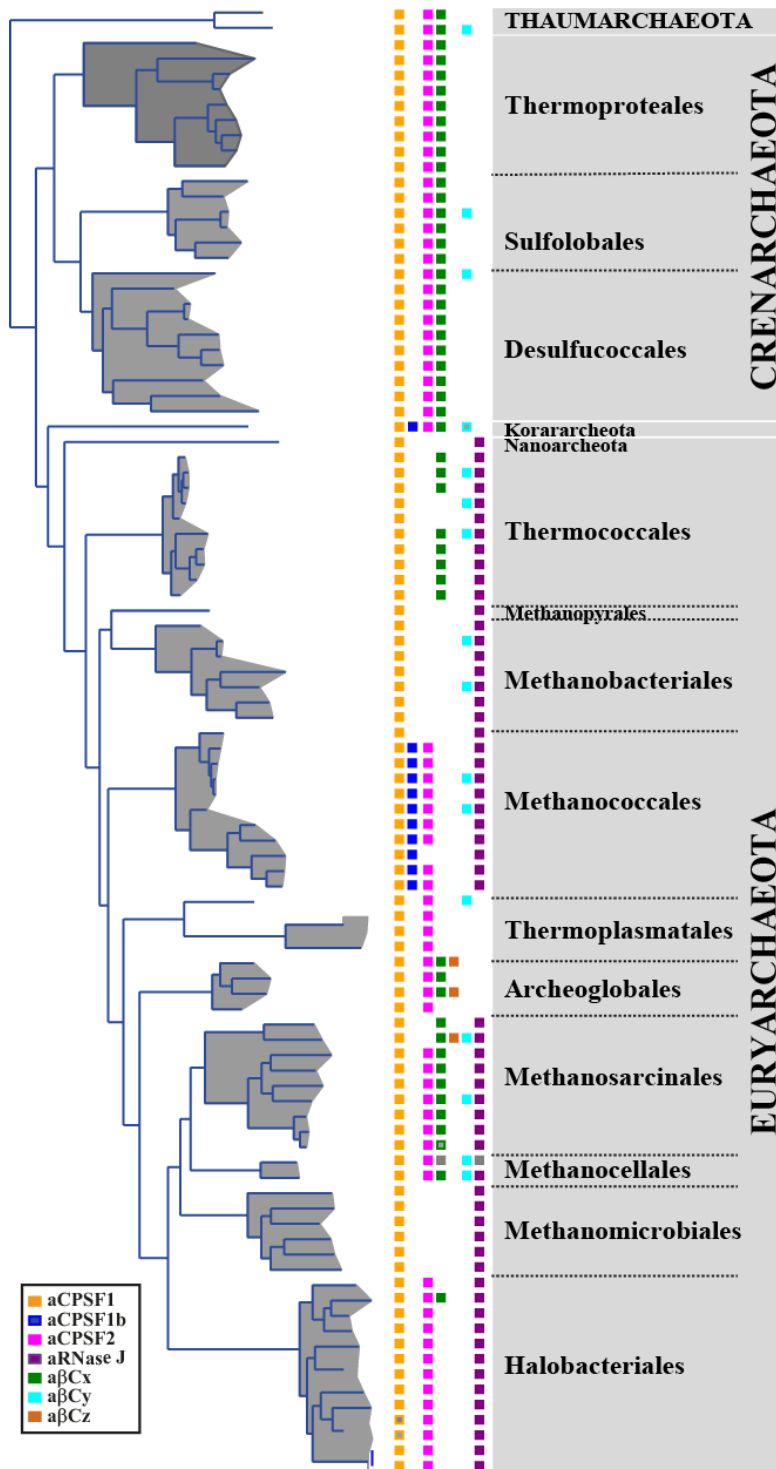 THAUMARCHAEOTA
Thermoproteales
Sulfolobales
Desulfucoccales
CRENARCHAEOTA
Korararcheota
Nanoarcheota
Thermococcales
Methanopyrales
Methanobacteriales
Methanococcales
Thermoplasmatales
Archeoglobales
Methanosarcinales
Methanocellales
Methanomicrobiales
Halobacteriales
EURYARCHAEOTA
aCPSF1
aCPSF1b
aCPSF2
aRNase J
aβCx
aβCy
aβCz